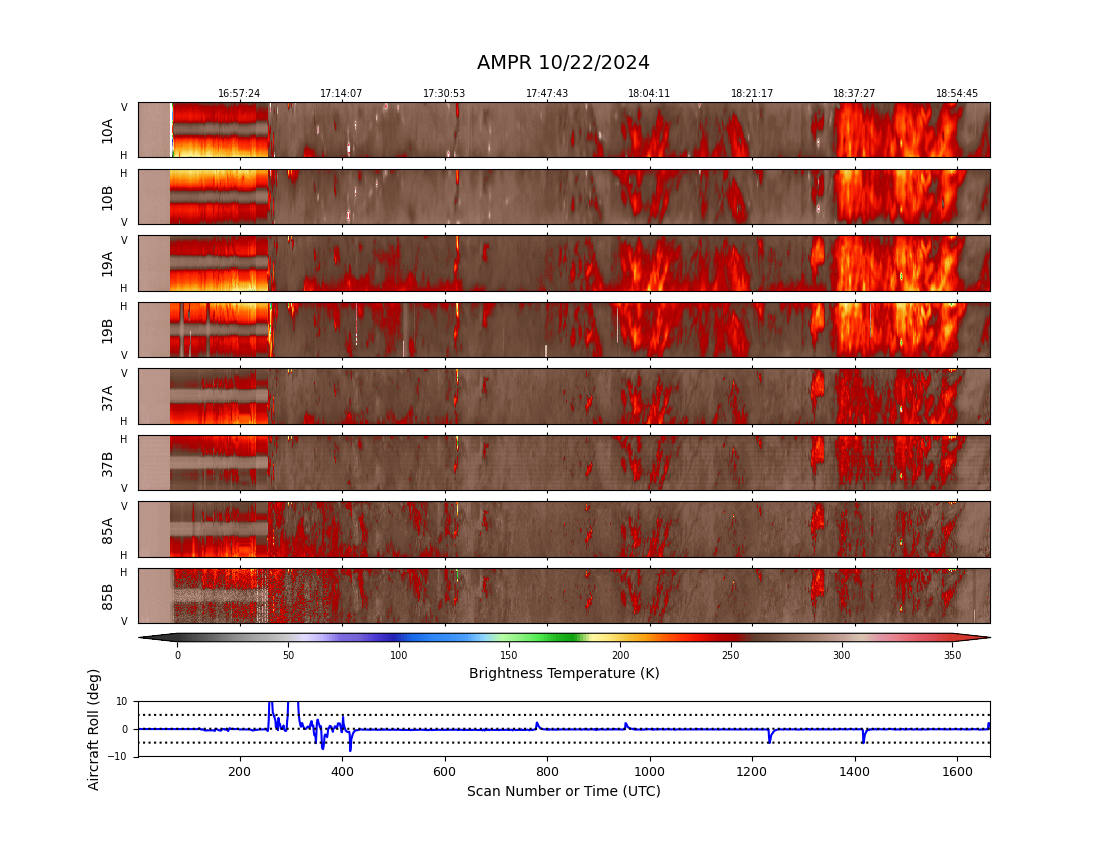 AMPR 10/22/2024
16:57:24 17:14:07 17:30:53 17:47:43 18:04:11 18:21:17 18:37:27 18:54:45
V
10A
H
H
10B
V
V
19A
H
H
19B
V
V
37A
H
H
37B
V
V
85A
H
H
85B
V
0 50 100 150 200 250 300 350
Brightness Temperature (K)
Aircraft Roll (deg)
10
0
−10
200 400 600 800 1000 1200 1400 1600
Scan Number or Time (UTC)